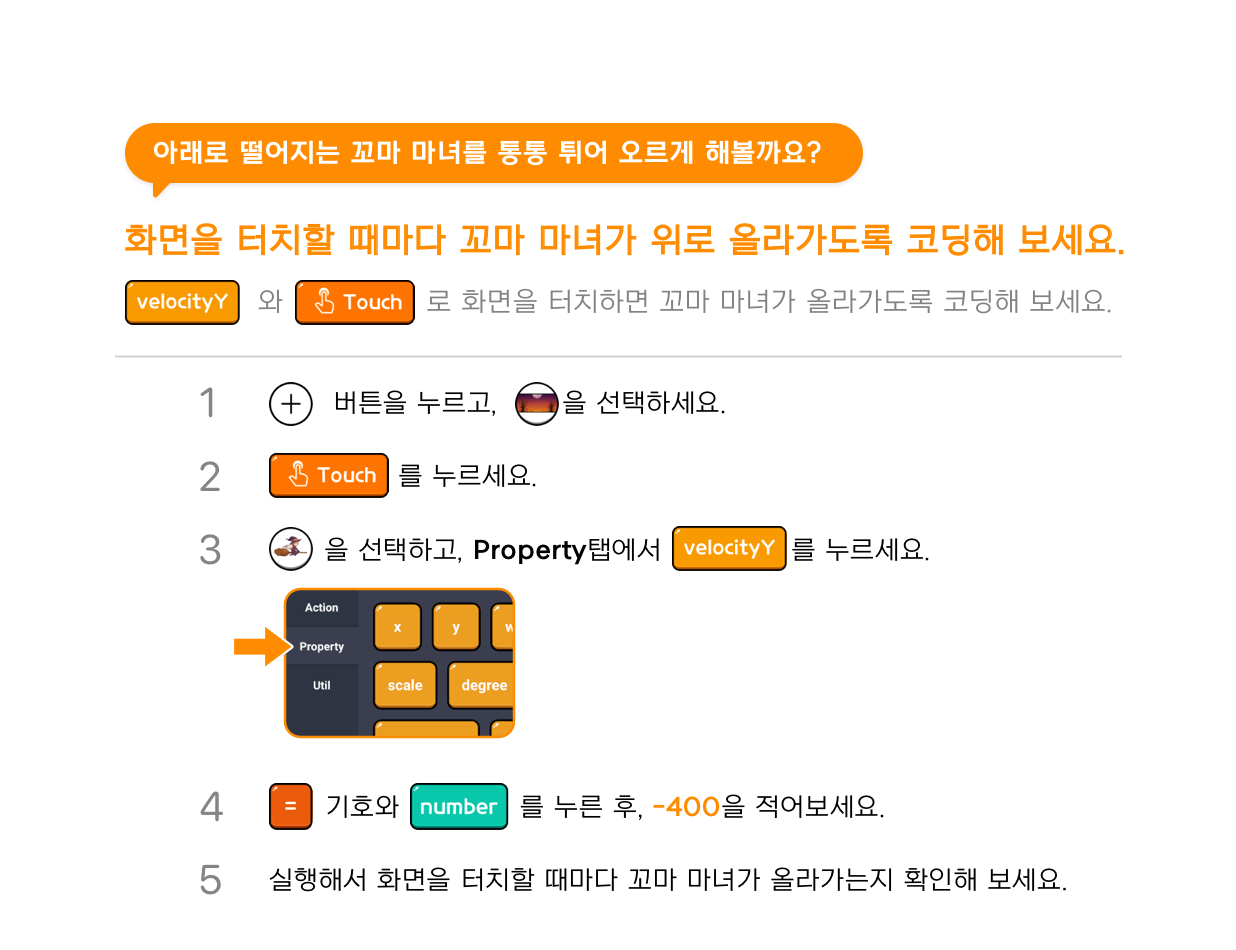 아래로 떨어지는 꼬마 마녀를 통통 튀어 오르게 해볼까요?
화면을 터치할 때마다 꼬마 마녀가 위로 올라가도록 코딩해 보세요.
velocityY 와 Touch 로 화면을 터치하면 꼬마 마녀가 올라가도록 코딩해 보세요.
1 + 버튼을 누르고, 을 선택하세요.
2 Touch 를 누르세요.
3 을 선택하고, Property탭에서 velocityY 를 누르세요.
Action x y w
Property
Util scale degree
4 = 기호와 number 를 누른 후, -400을 적어보세요.
5 실행해서 화면을 터치할 때마다 꼬마 마녀가 올라가는지 확인해 보세요.